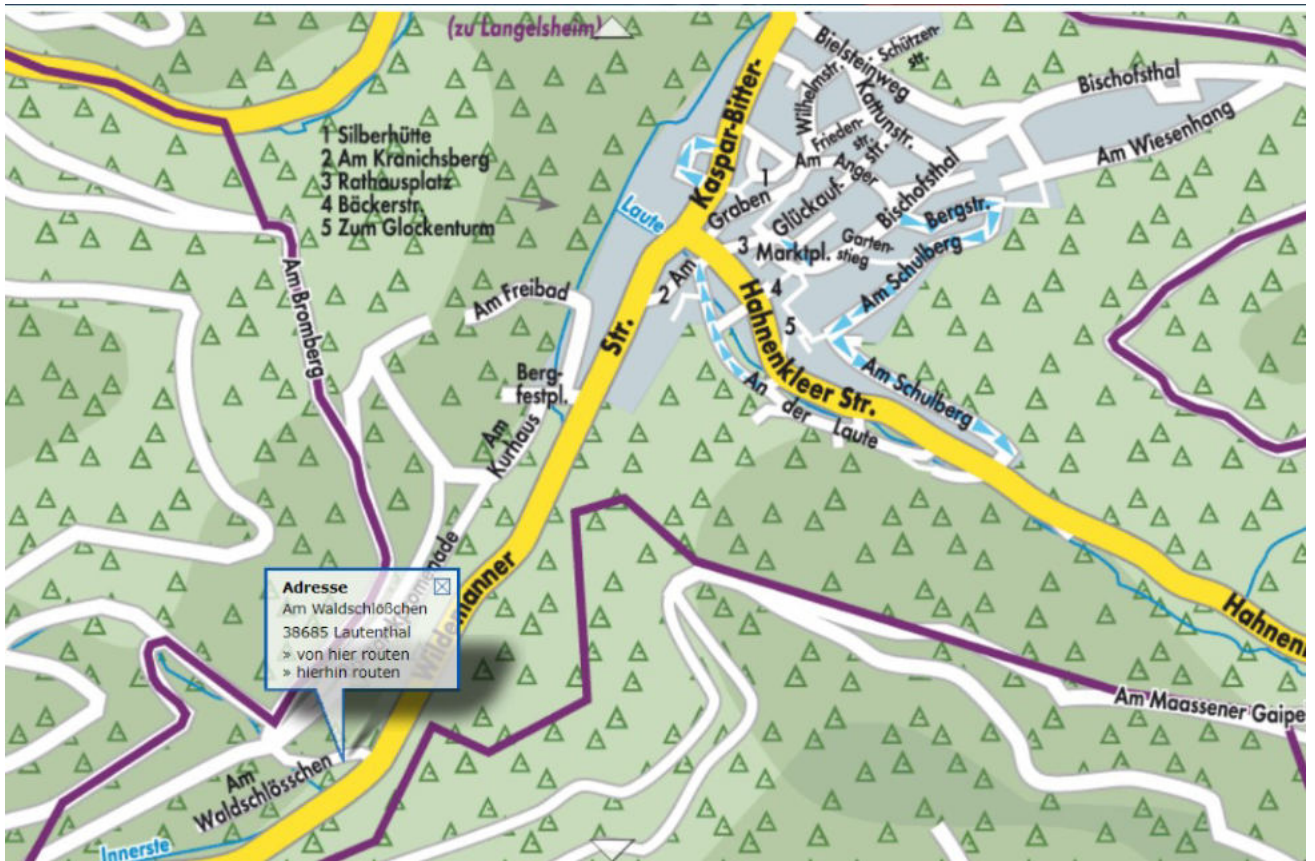 (zu Langelsheim)
1 Silberhütte
2 Am Kranichsberg
3 Rathausplatz
4 Bäckerstr.
5 Zum Glockenturm
Bielsteinweg
Schützen-
str.
Wilhelmstr.
Kattunstr.
Bischofsthal
Am Wiesenhang
Kaspar-Bitter-
Str.
Frieden-
str.
Am Anger
1
Graben
Glückauf-
str.
Bischofsthal
Bergstr.
Laute
3 Marktpl.
Garten-
stieg
Am Schulberg
2 Am
4
5
Hahnenkleer Str.
Am Schulberg
An der Laute
Am Freibad
Am Bromberg
Berg-
festpl.
Am
Kurhaus
Wildemanner
Adresse
Am Waldschlößchen
38685 Lautenthal
» von hier routen
» hierhin routen
Am
Waldschlösschen
Innerste
Hahnenk
Am Maassener Gaipe